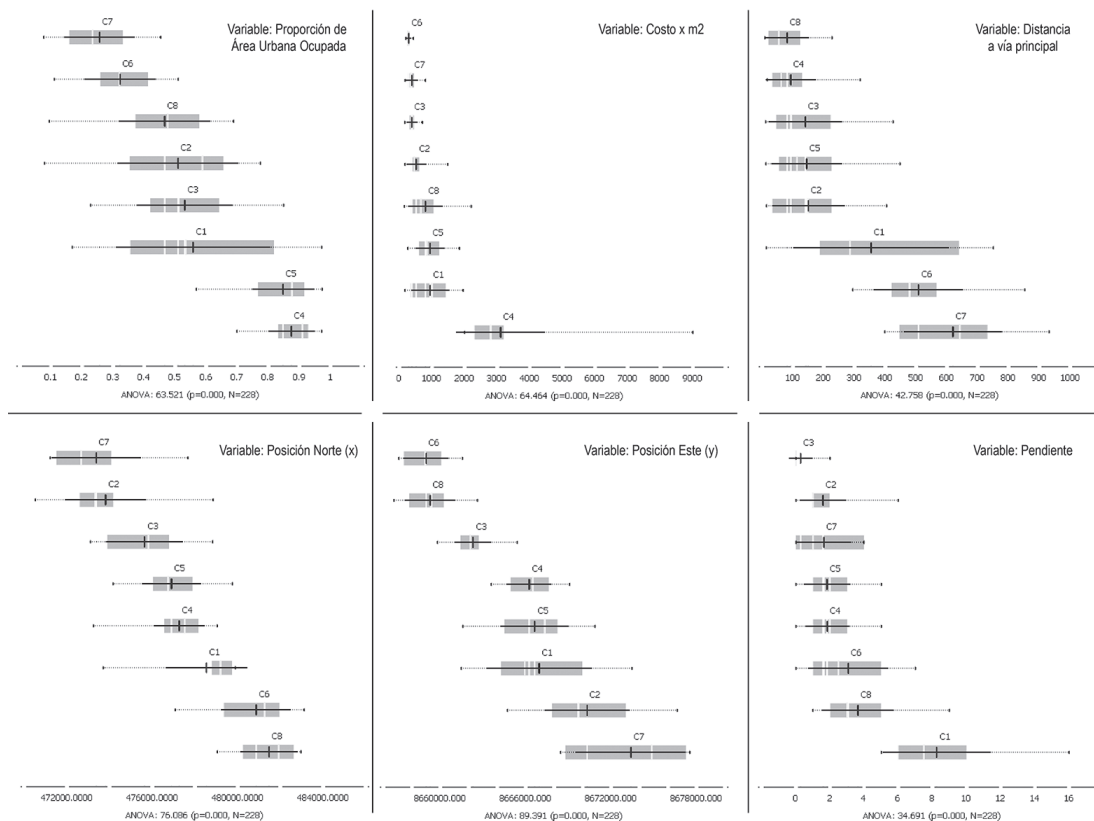 Variable: Proporción de
Área Urbana Ocupada
C7
C6
C8
C2
C3
C1
C5
C4
0.1 0.2 0.3 0.4 0.5 0.6 0.7 0.8 0.9 1
ANOVA: 63.521 (p=0.000, N=228)
Variable: Costo x m2
C6
C7
C3
C2
C8
C5
C1
C4
0 1000 2000 3000 4000 5000 6000 7000 8000 9000
ANOVA: 64.464 (p=0.000, N=228)
Variable: Distancia
a vía principal
C8
C4
C3
C5
C2
C1
C6
C7
100 200 300 400 500 600 700 800 900 1000
ANOVA: 42.758 (p=0.000, N=228)
Variable: Posición Norte (x)
C7
C2
C3
C5
C4
C1
C6
C8
472000.0000 476000.0000 480000.0000 484000.0000
ANOVA: 76.086 (p=0.000, N=228)
Variable: Posición Este (y)
C6
C8
C3
C4
C5
C1
C2
C7
8660000.000 8666000.000 8672000.000 8678000.000
ANOVA: 89.391 (p=0.000, N=228)
Variable: Pendiente
C3
C2
C7
C5
C4
C6
C8
C1
0 2 4 6 8 10 12 14 16
ANOVA: 34.691 (p=0.000, N=228)